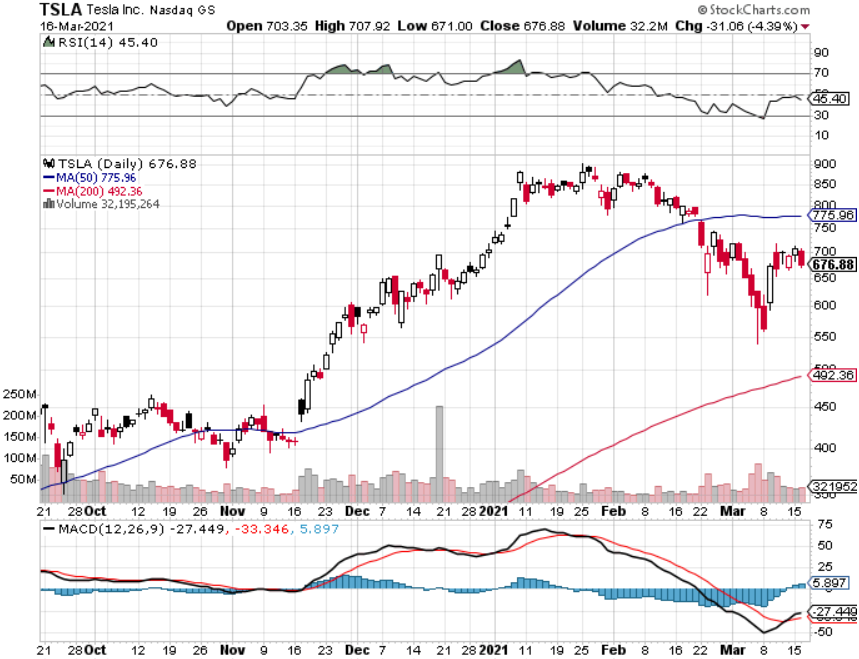 TSLA Tesla Inc. Nasdaq GS
© StockCharts.com
16-Mar-2021
Open 703.35 High 707.92 Low 671.00 Close 676.88 Volume 32.2M Chg -31.06 (-4.39%)
RSI(14) 45.40
90
70
45.40
30
10
TSLA (Daily) 676.88
MA(50) 775.96
MA(200) 492.36
Volume 32,195,264
900
850
800
775.96
750
700
676.88
650
600
550
500
492.36
450
400
321952
350
250M
200M
150M
100M
50M
21 28 Oct 12 19 26 Nov 9 16 23 Dec 7 14 21 28 2021 11 19 25 Feb 8 16 22 Mar 8 15
MACD(12,26,9) -27.449, -33.346, 5.897
75
50
25
5.897
-27.449
-50
21 28 Oct 12 19 26 Nov 9 16 23 Dec 7 14 21 28 2021 11 19 25 Feb 8 16 22 Mar 8 15